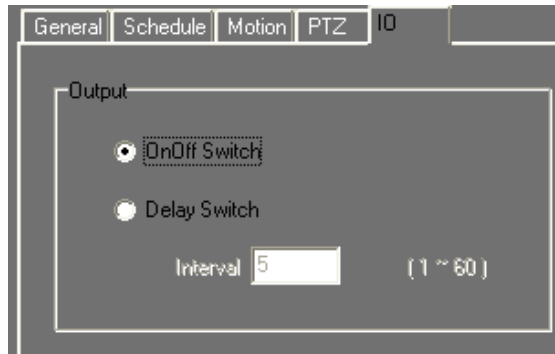 General Schedule Motion PTZ IO
Output
OnOff Switch
Delay Switch
Interval 5 ( 1 ~ 60 )